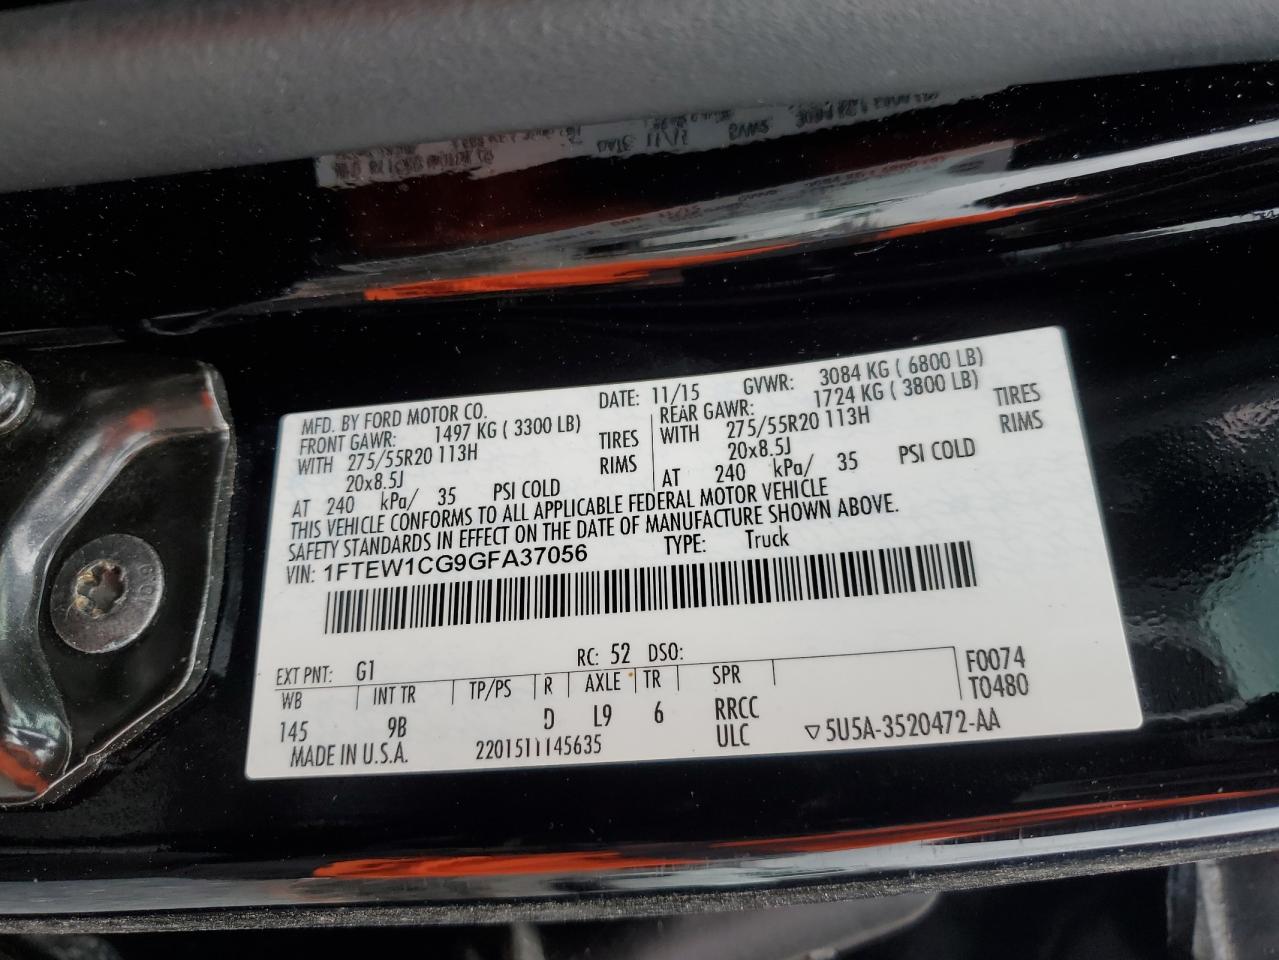 MFD. BY FORD MOTOR CO. DATE: 11/15 GVWR: 3084 KG ( 6800 LB)
FRONT GAWR: 1497 KG ( 3300 LB) REAR GAWR: 1724 KG ( 3800 LB)
WITH 275/55R20 113H TIRES WITH 275/55R20 113H TIRES
20x8.5J RIMS 20x8.5J RIMS
AT 240 kPa/ 35 PSI COLD AT 240 kPa/ 35 PSI COLD
THIS VEHICLE CONFORMS TO ALL APPLICABLE FEDERAL MOTOR VEHICLE
SAFETY STANDARDS IN EFFECT ON THE DATE OF MANUFACTURE SHOWN ABOVE.
VIN: 1FTEW1CG9GFA37056 TYPE: Truck
EXT PNT: G1 RC: 52 DSO:
WB INT TR TP/PS R AXLE TR SPR F0074
T0480
145 9B D L9 6 RRCC
MADE IN U.S.A. 2201511145635 ULC ▽5U5A-3520472-AA